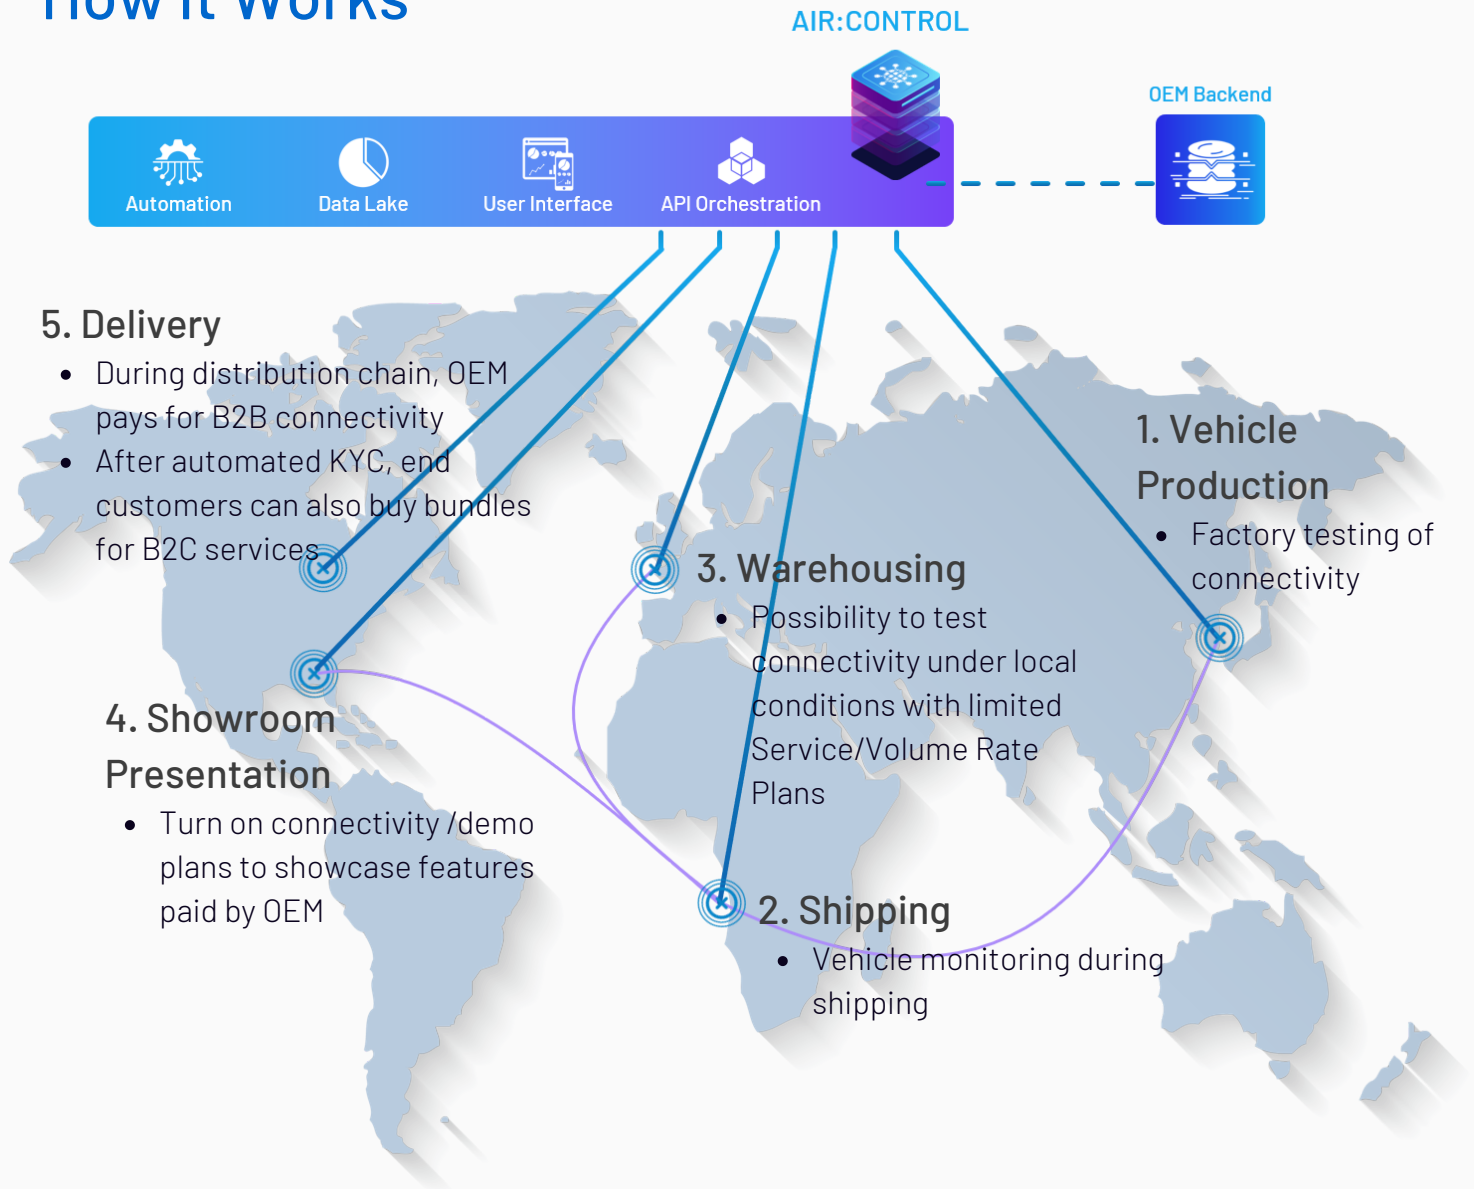 How it Works
AIR:CONTROL
OEM Backend
Automation
Data Lake
User Interface
API Orchestration
5. Delivery
• During distribution chain, OEM
pays for B2B connectivity
• After automated KYC, end
customers can also buy bundles
for B2C services
1. Vehicle
Production
• Factory testing of
connectivity
3. Warehousing
• Possibility to test
connectivity under local
conditions with limited
Service/Volume Rate
Plans
4. Showroom
Presentation
• Turn on connectivity /demo
plans to showcase features
paid by OEM
2. Shipping
• Vehicle monitoring during
shipping